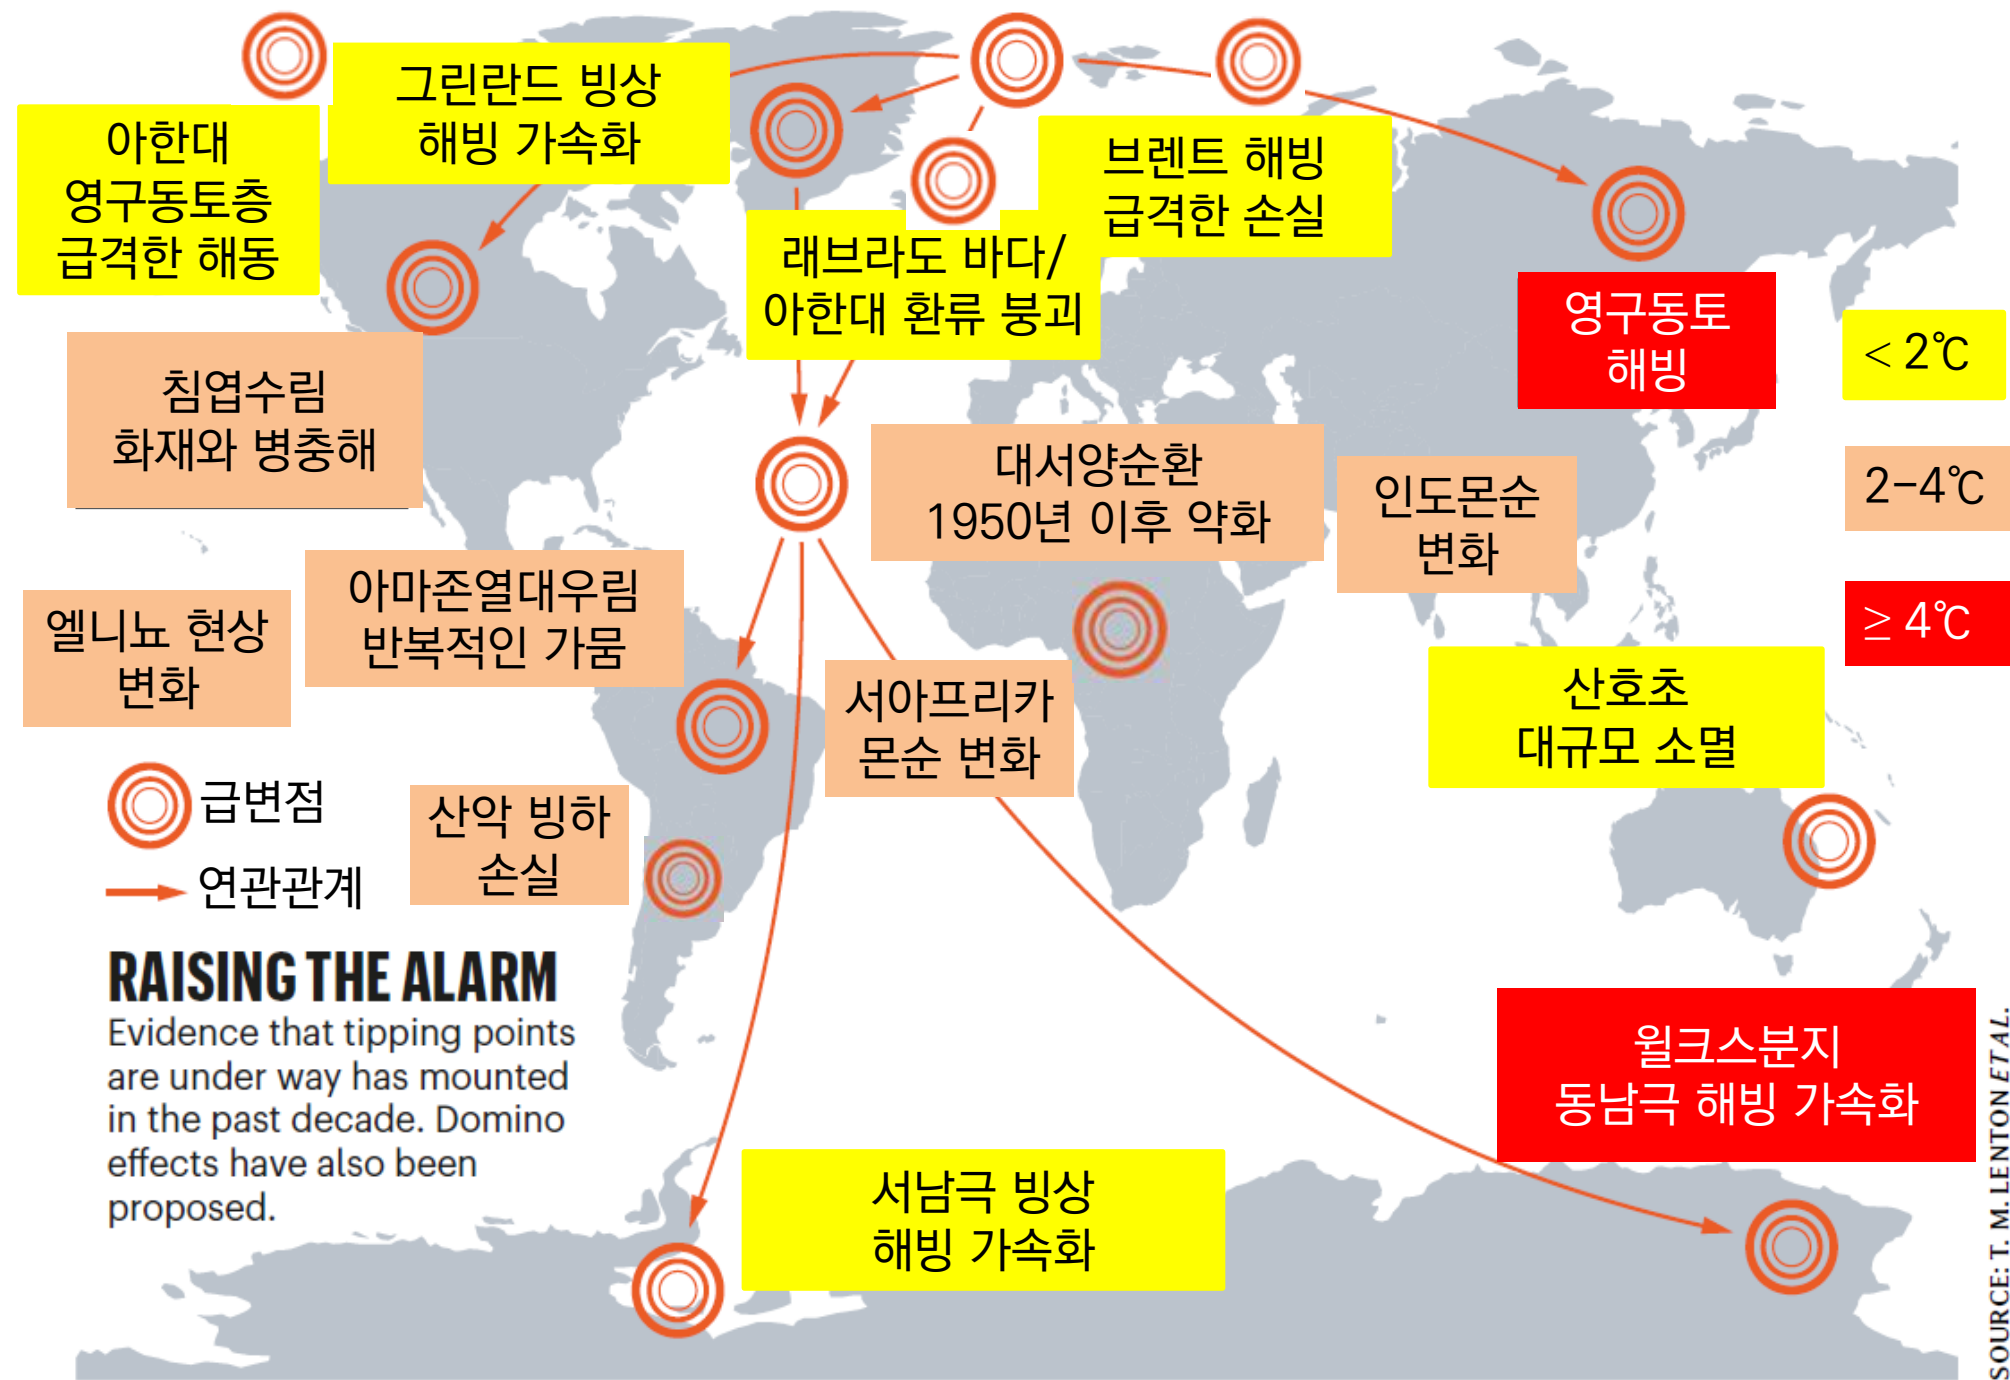 그린란드 빙상
해빙 가속화
아한대
영구동토층
급격한 해동
브렌트 해빙
급격한 손실
래브라도 바다/
아한대 환류 붕괴
영구동토
해빙
< 2℃
침엽수림
화재와 병충해
대서양순환
1950년 이후 약화
인도몬순
변화
2-4℃
아마존열대우림
반복적인 가뭄
엘니뇨 현상
변화
≥ 4℃
서아프리카
몬순 변화
산호초
대규모 소멸
급변점
연관관계
산악 빙하
손실
RAISING THE ALARM
Evidence that tipping points
are under way has mounted
in the past decade. Domino
effects have also been
proposed.
윌크스분지
동남극 해빙 가속화
서남극 빙상
해빙 가속화
SOURCE: T. M. LENTON ET AL.